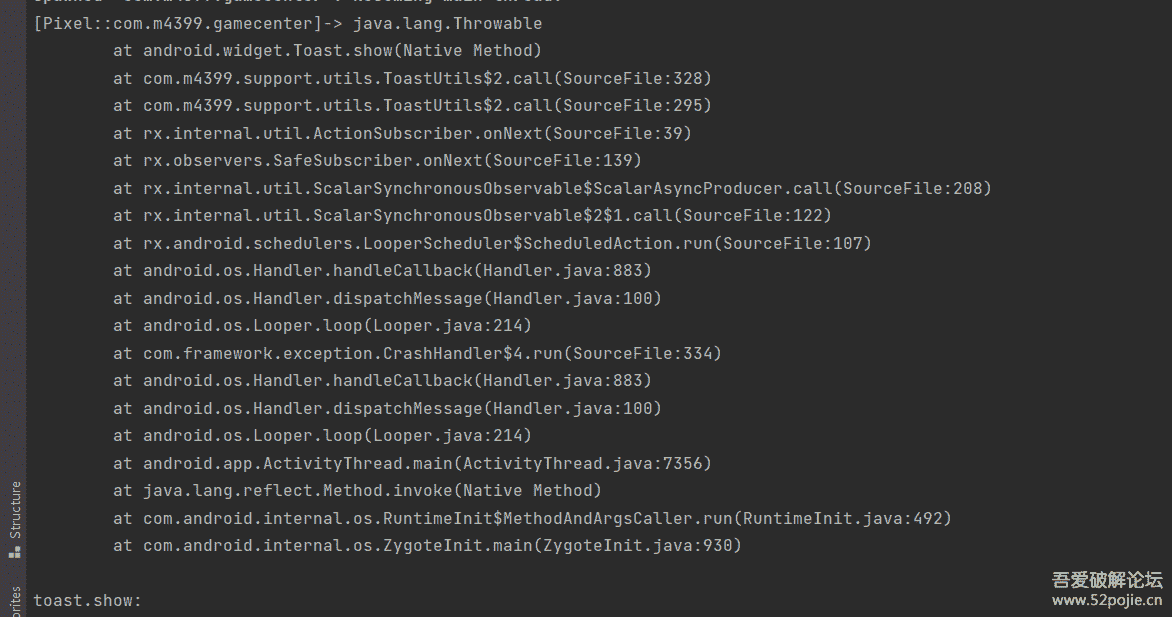 [Pixel::com.m4399.gamecenter]-> java.lang.Throwable
at android.widget.Toast.show(Native Method)
at com.m4399.support.utils.ToastUtils$2.call(SourceFile:328)
at com.m4399.support.utils.ToastUtils$2.call(SourceFile:295)
at rx.internal.util.ActionSubscriber.onNext(SourceFile:39)
at rx.observers.SafeSubscriber.onNext(SourceFile:139)
at rx.internal.util.ScalarSynchronousObservable$ScalarAsyncProducer.call(SourceFile:208)
at rx.internal.util.ScalarSynchronousObservable$2$1.call(SourceFile:122)
at rx.android.schedulers.LooperScheduler$ScheduledAction.run(SourceFile:107)
at android.os.Handler.handleCallback(Handler.java:883)
at android.os.Handler.dispatchMessage(Handler.java:100)
at android.os.Looper.loop(Looper.java:214)
at com.framework.exception.CrashHandler$4.run(SourceFile:334)
at android.os.Handler.handleCallback(Handler.java:883)
at android.os.Handler.dispatchMessage(Handler.java:100)
at android.os.Looper.loop(Looper.java:214)
at android.app.ActivityThread.main(ActivityThread.java:7356)
at java.lang.reflect.Method.invoke(Native Method)
at com.android.internal.os.RuntimeInit$MethodAndArgsCaller.run(RuntimeInit.java:492)
at com.android.internal.os.ZygoteInit.main(ZygoteInit.java:930)
toast.show:
Structure
吾爱破解论坛
www.52pojie.cn